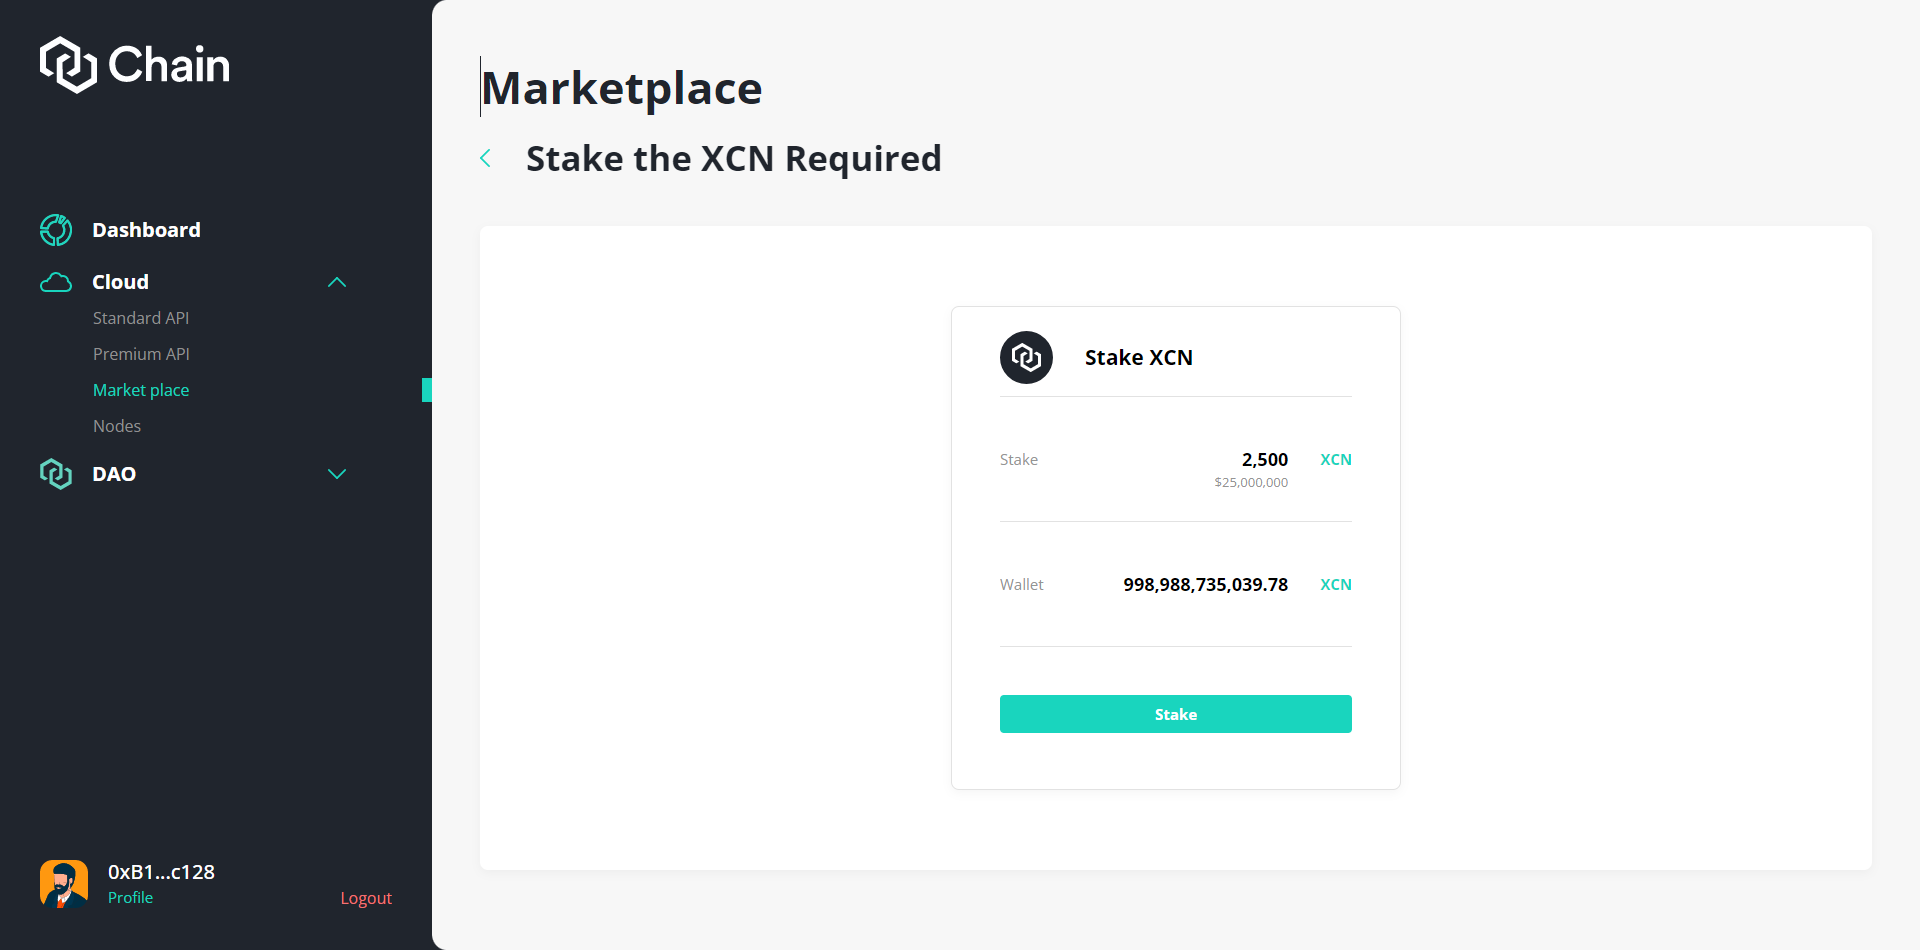 Chain
Dashboard
Cloud
Standard API
Premium API
Market place
Nodes
DAO
0xB1...c128
Profile
Logout
Marketplace
Stake the XCN Required
Stake XCN
Stake 2,500 XCN
$25,000,000
Wallet 998,988,735,039.78 XCN
Stake